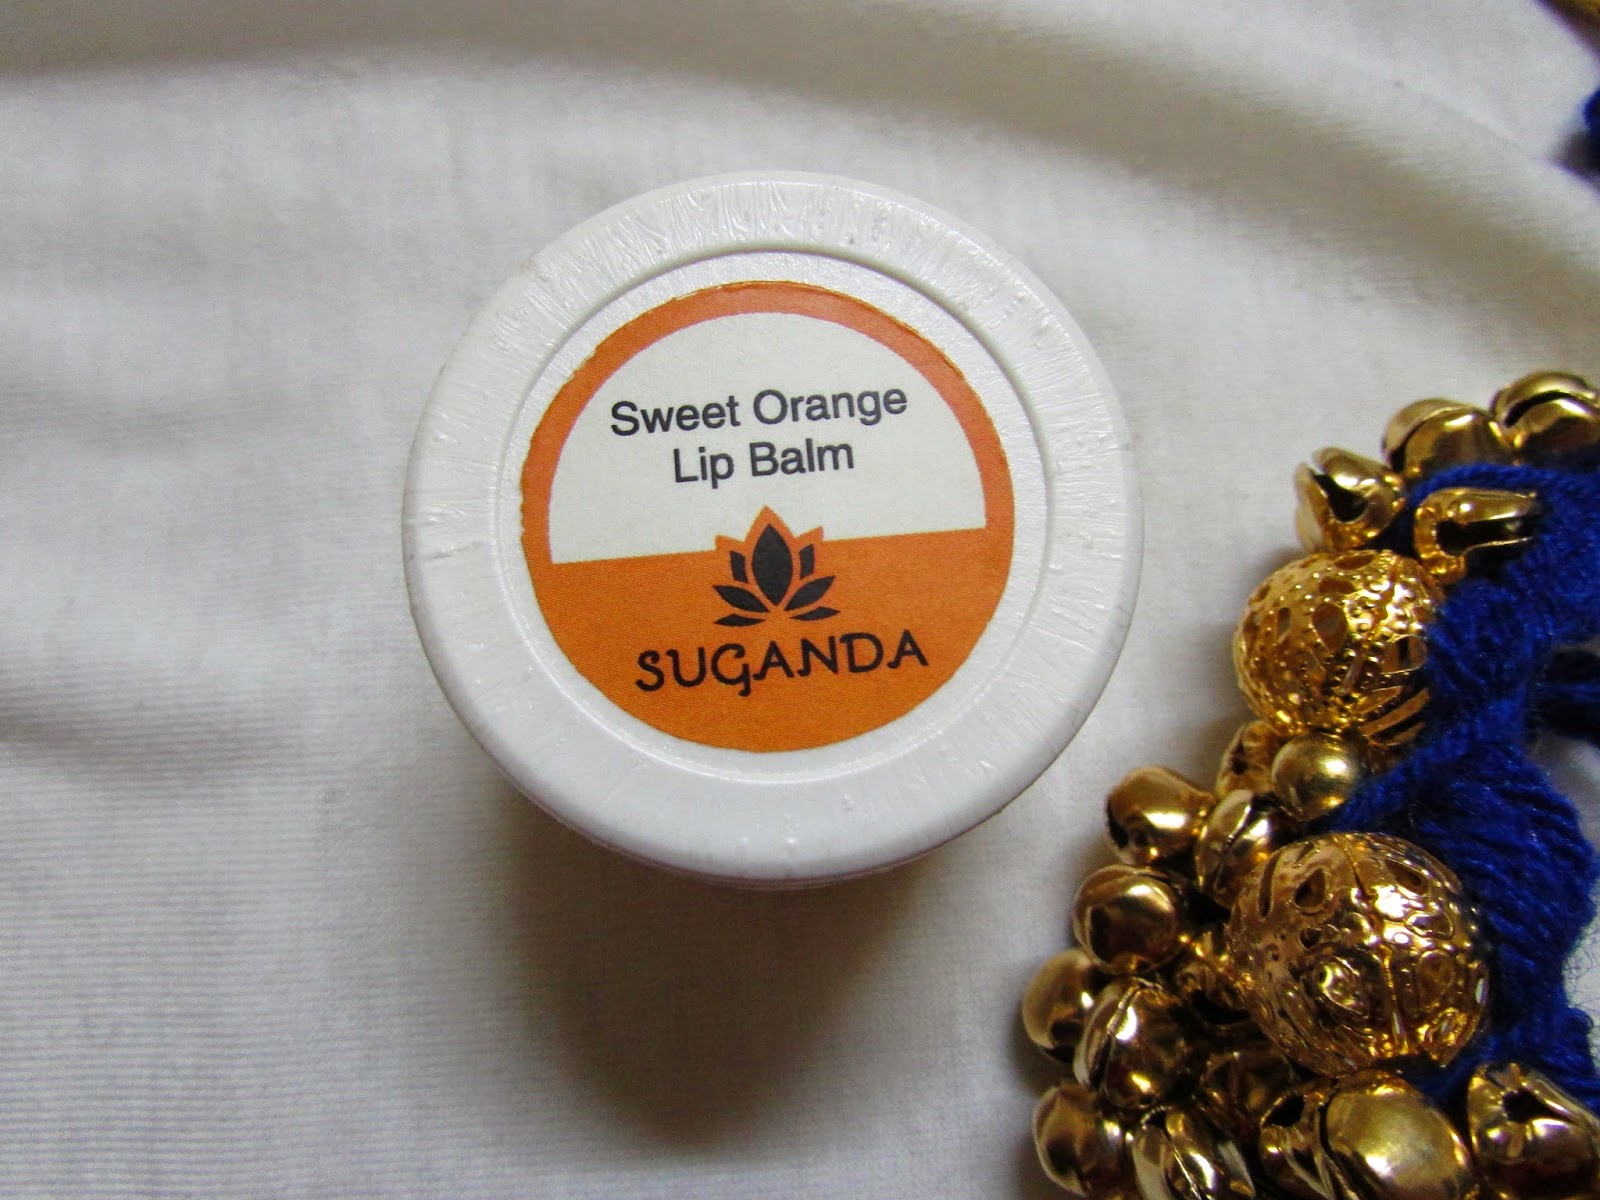 Sweet Orange
Lip Balm
SUGANDA